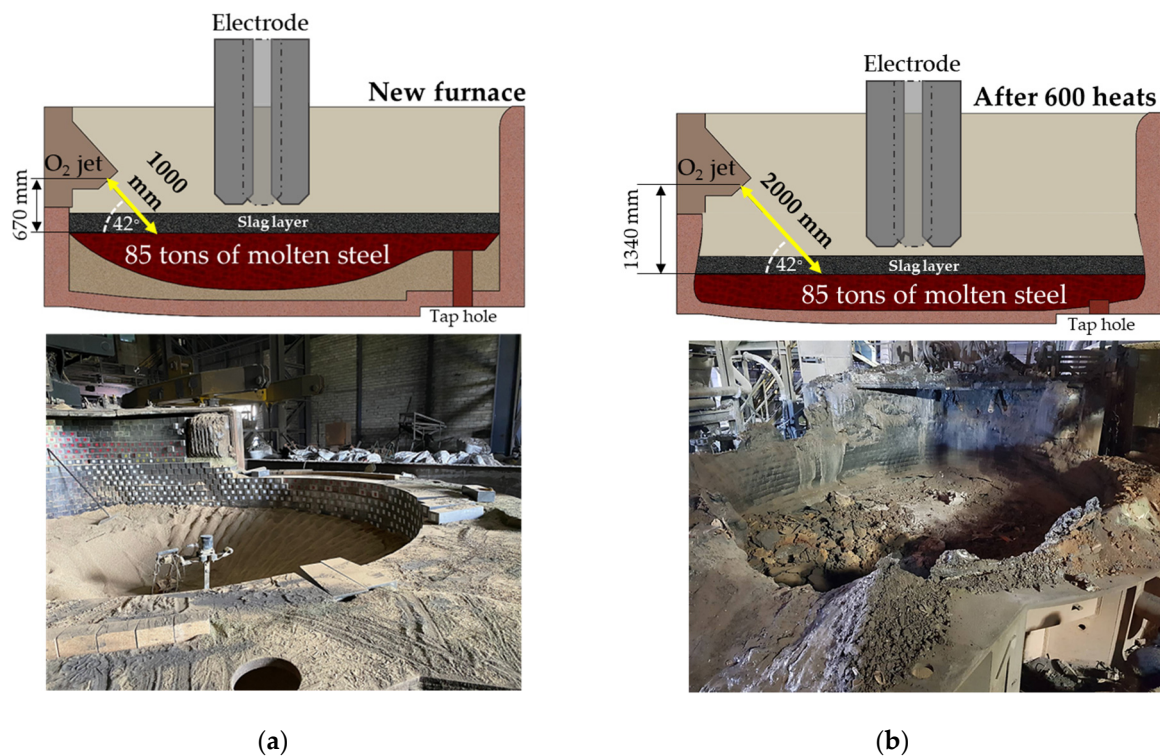 Electrode
New furnace
O₂ jet
1000
mm
670 mm
42°
Slag layer
85 tons of molten steel
Tap hole
Electrode
After 600 heats
O₂ jet
2000 mm
1340 mm
42°
Slag layer
85 tons of molten steel
Tap hole
(a)
(b)